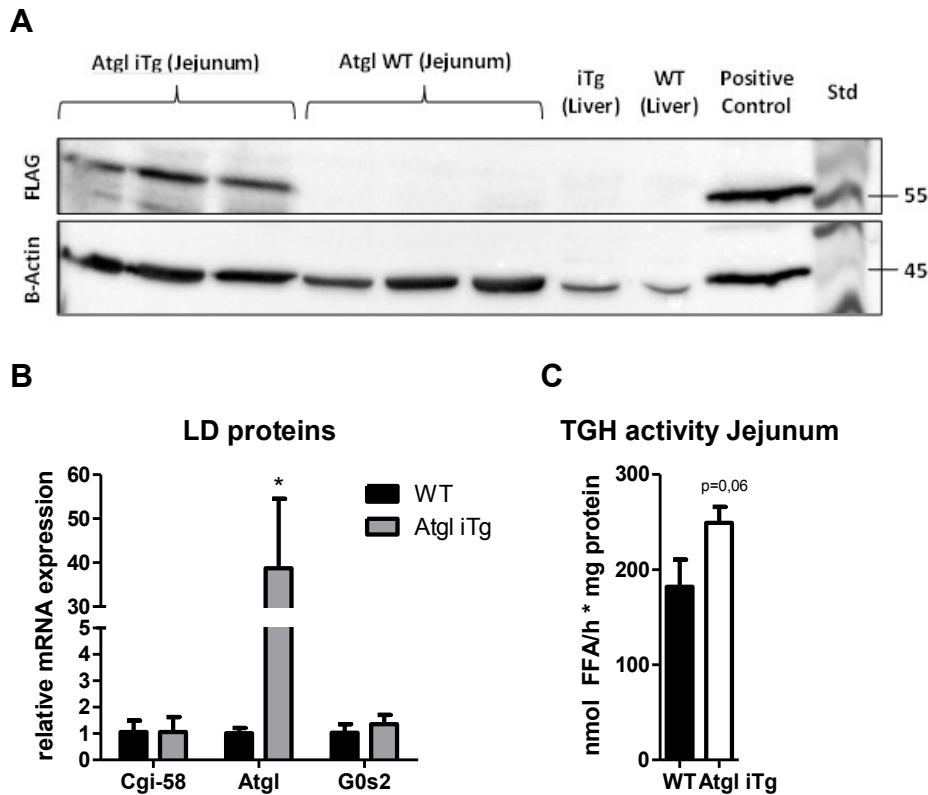 A
Atgl iTg (Jejunum)
Atgl WT (Jejunum)
iTg
(Liver)
WT
(Liver)
Positive
Control
Std
FLAG
55
B-Actin
45
B
LD proteins
relative mRNA expression
60
50
40
30
5
4
3
2
1
0
*
WT
Atgl iTg
Cgi-58
Atgl
G0s2
C
TGH activity Jejunum
nmol FFA/h * mg protein
300
200
100
0
p=0,06
WT
Atgl iTg